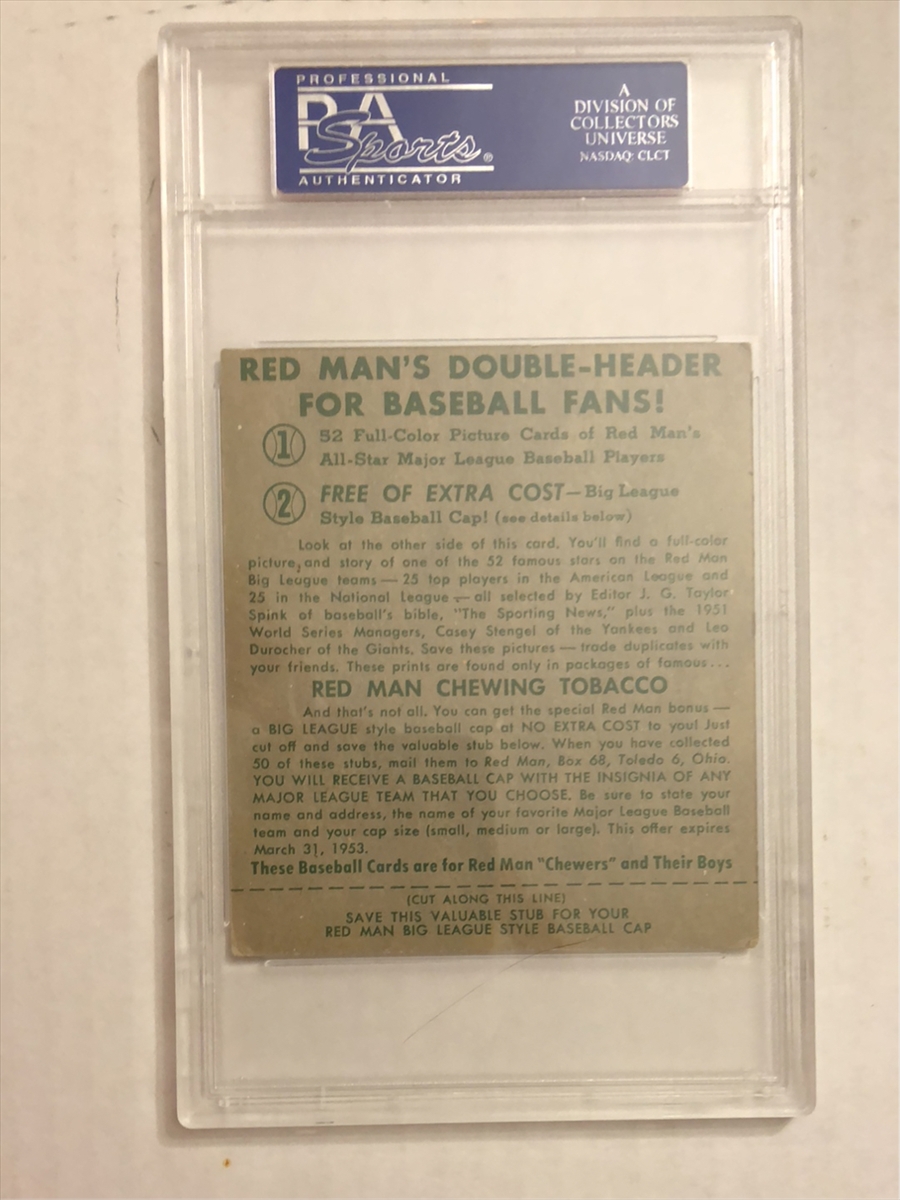 PROFESSIONAL
PSA
Sports®
AUTHENTICATOR
A
DIVISION OF
COLLECTORS
UNIVERSE
NASDAQ: CLCT
RED MAN'S DOUBLE-HEADER
FOR BASEBALL FANS!
1 52 Full-Color Picture Cards of Red Man's
All-Star Major League Baseball Players
2 FREE OF EXTRA COST—Big League
Style Baseball Cap! (see details below)
Look at the other side of this card. You'll find a full-color
picture, and story of one of the 52 famous stars on the Red Man
Big League teams — 25 top players in the American League and
25 in the National League — all selected by Editor J. G. Taylor
Spink of baseball's bible, "The Sporting News," plus the 1951
World Series Managers, Casey Stengel of the Yankees and Leo
Durocher of the Giants. Save these pictures — trade duplicates with
your friends. These prints are found only in packages of famous...
RED MAN CHEWING TOBACCO
And that's not all. You can get the special Red Man bonus —
a BIG LEAGUE style baseball cap at NO EXTRA COST to you! Just
cut off and save the valuable stub below. When you have collected
50 of these stubs, mail them to Red Man, Box 68, Toledo 6, Ohio.
YOU WILL RECEIVE A BASEBALL CAP WITH THE INSIGNIA OF ANY
MAJOR LEAGUE TEAM THAT YOU CHOOSE. Be sure to state your
name and address, the name of your favorite Major League Baseball
team and your cap size (small, medium or large). This offer expires
March 31, 1953.
These Baseball Cards are for Red Man "Chewers" and Their Boys
(CUT ALONG THIS LINE)
SAVE THIS VALUABLE STUB FOR YOUR
RED MAN BIG LEAGUE STYLE BASEBALL CAP